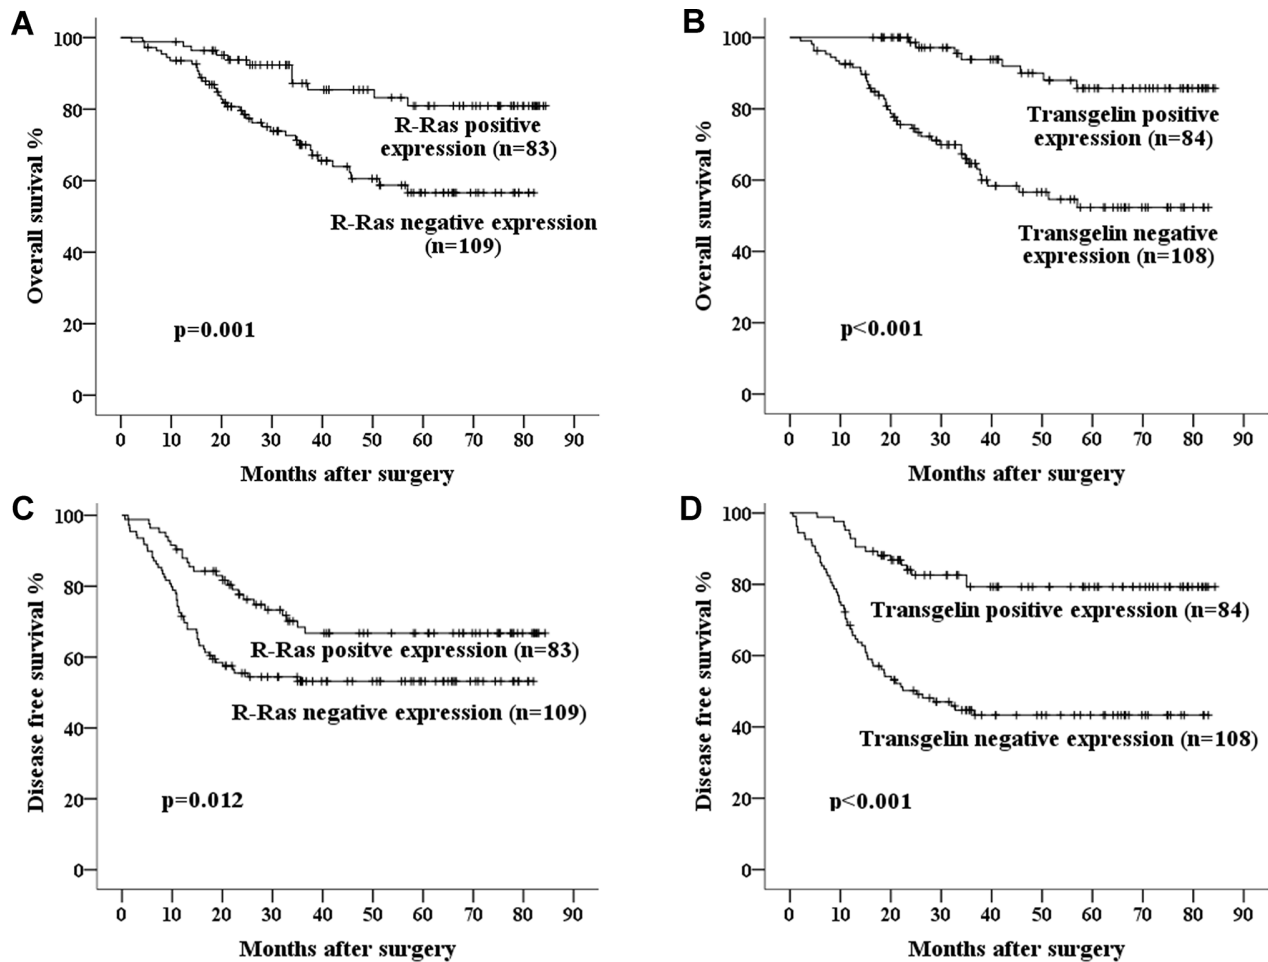 A
Overall surival %
100
80
60
40
20
0
R-Ras positive
expression (n=83)
R-Ras negative expression
(n=109)
p=0.001
0 10 20 30 40 50 60 70 80 90
Months after surgery
B
Overall survival %
100
80
60
40
20
0
Transgelin positive
expression (n=84)
Transgelin negative
expression (n=108)
p<0.001
0 10 20 30 40 50 60 70 80 90
Months after surgery
C
Disease free survival %
100
80
60
40
20
0
R-Ras positve expression (n=83)
R-Ras negative expression (n=109)
p=0.012
0 10 20 30 40 50 60 70 80 90
Months after surgery
D
Disease free survival %
100
80
60
40
20
0
Transgelin positive expression (n=84)
Transgelin negative expression (n=108)
p<0.001
0 10 20 30 40 50 60 70 80 90
Months after surgery